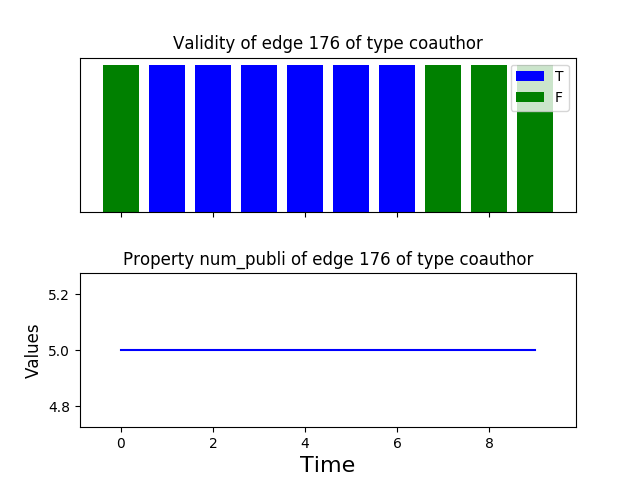 Validity of edge 176 of type coauthor
T
F
Property num_publi of edge 176 of type coauthor
5.2
5.0
4.8
Values
0 2 4 6 8
Time